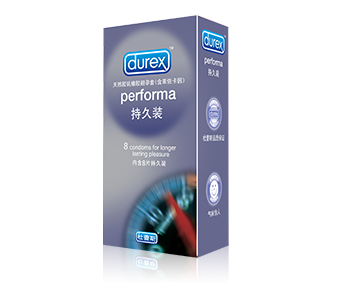 durex
天然胶乳橡胶避孕套(含苯佐卡因)
performa
持久装
8 condoms for longer
lasting pleasure
内含8片持久装
杜蕾斯
durex
performa
持久装